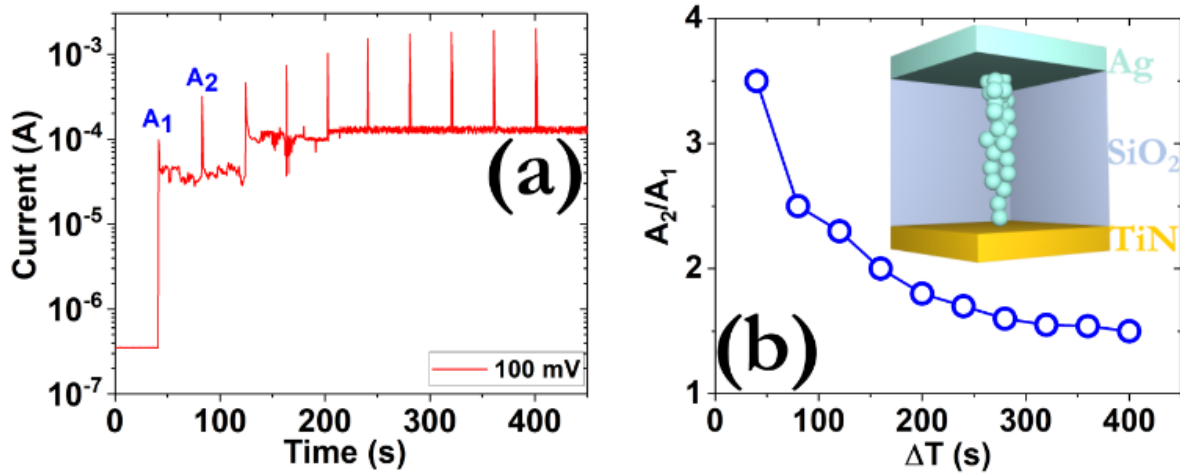 10⁻³
10⁻⁴
10⁻⁵
10⁻⁶
10⁻⁷
Current (A)
A₁
A₂
(a)
100 mV
0 100 200 300 400
Time (s)
4
3
2
1
A₂/A₁
Ag
SiO₂
TiN
(b)
0 100 200 300 400
ΔT (s)